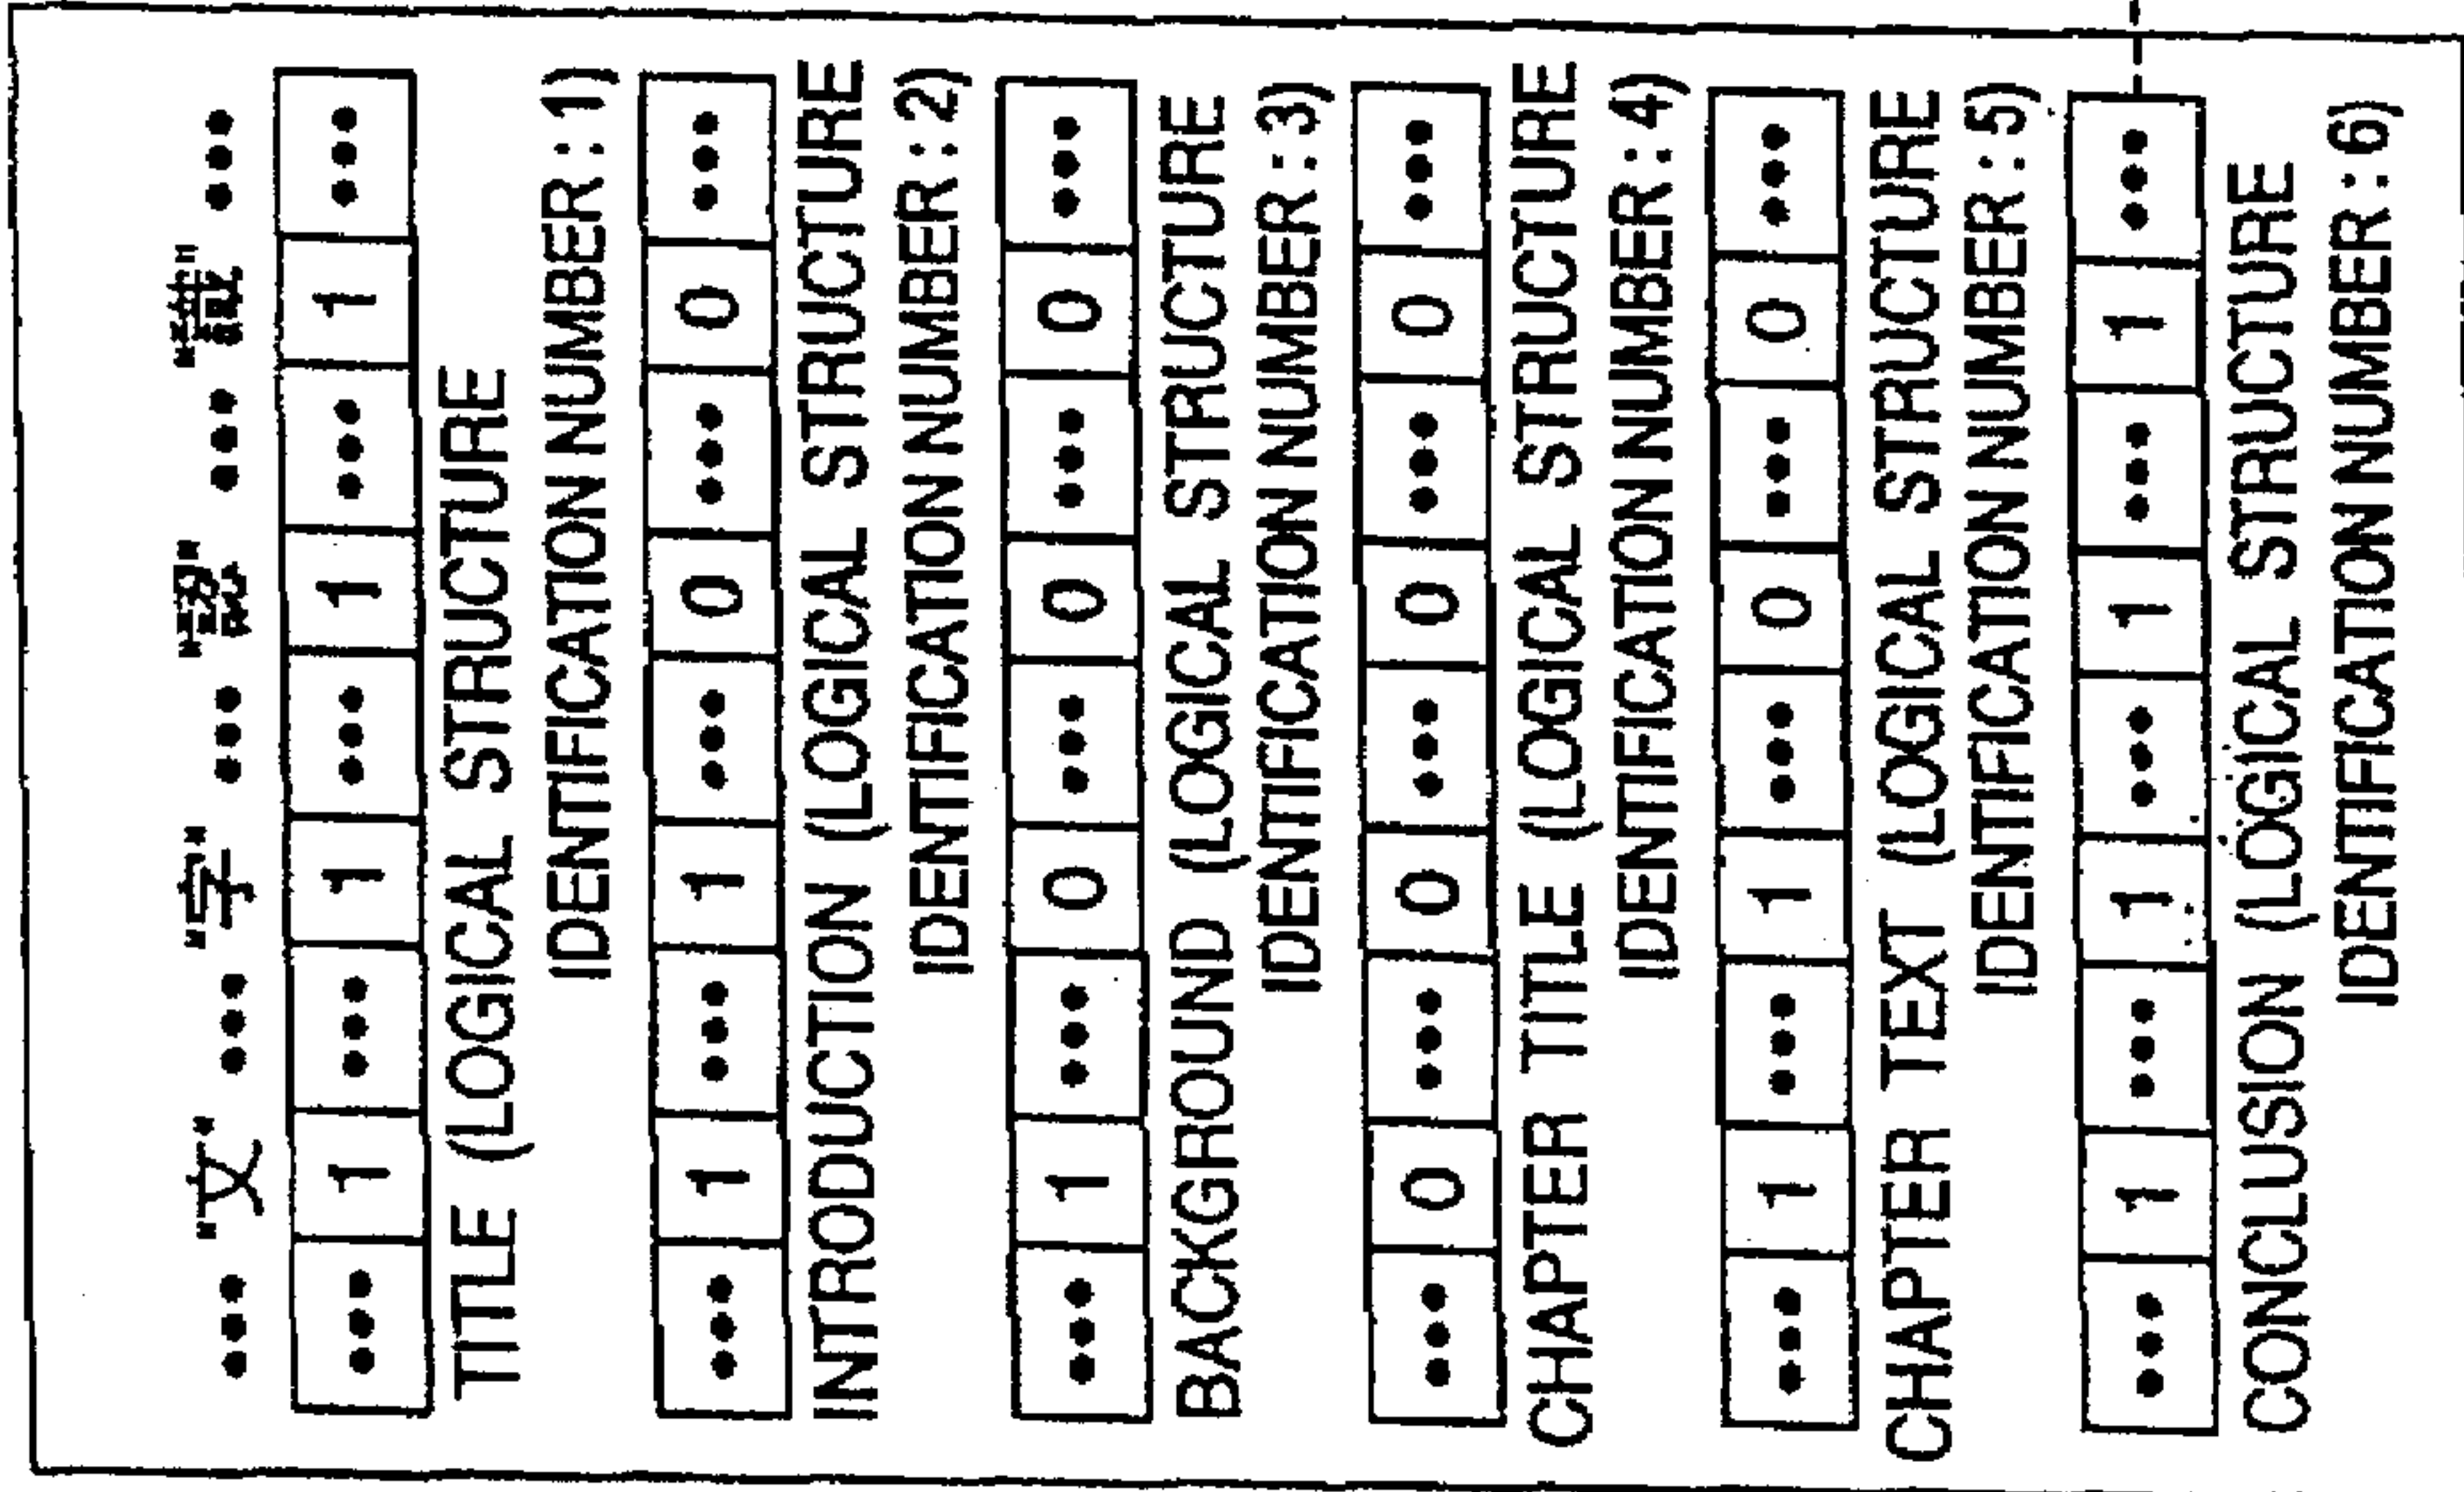 ••• "文" ••• "字" ••• "認" ••• "識" •••
••• 1 ••• 1 ••• 1 ••• 1 •••
TITLE (LOGICAL STRUCTURE
IDENTIFICATION NUMBER : 1)
••• 1 ••• 1 ••• 0 ••• 0 •••
INTRODUCTION (LOGICAL STRUCTURE
IDENTIFICATION NUMBER : 2)
••• 1 ••• 0 ••• 0 ••• 0 •••
BACKGROUND (LOGICAL STRUCTURE
IDENTIFICATION NUMBER : 3)
••• 0 ••• 0 ••• 0 ••• 0 •••
CHAPTER TITLE (LOGICAL STRUCTURE
IDENTIFICATION NUMBER : 4)
••• 1 ••• 1 ••• 0 ••• 0 •••
CHAPTER TEXT (LOGICAL STRUCTURE
IDENTIFICATION NUMBER : 5)
••• 1 ••• 1 ••• 1 ••• 1 •••
CONCLUSION (LOGICAL STRUCTURE
IDENTIFICATION NUMBER : 6)